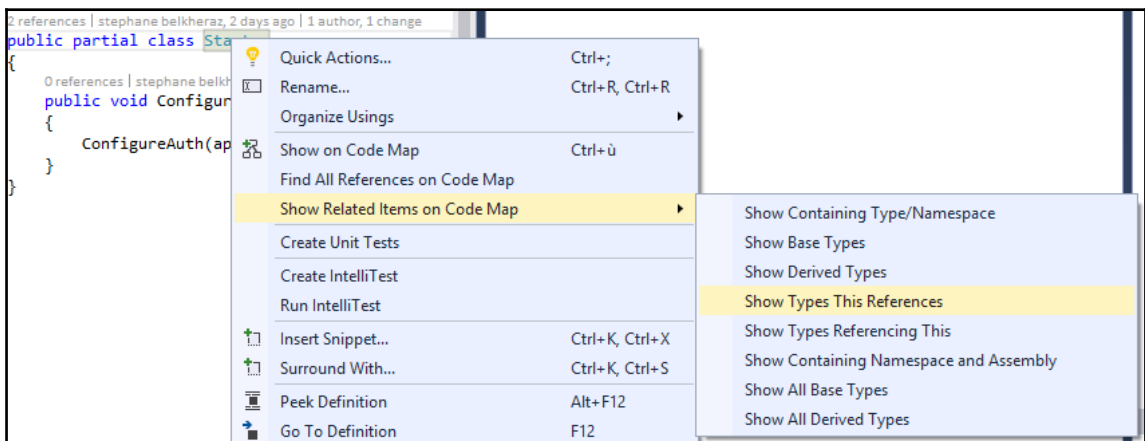 2 references | stephane belkheraz, 2 days ago | 1 author, 1 change
public partial class
{
0 references | stephane
public void
{
}
}
Quick Actions... Ctrl+;
Rename... Ctrl+R, Ctrl+R
Organize Usings
Show on Code Map Ctrl+ù
Find All References on Code Map
Show Related Items on Code Map
Create Unit Tests
Create IntelliTest
Run IntelliTest
Insert Snippet... Ctrl+K, Ctrl+X
Surround With... Ctrl+K, Ctrl+S
Peek Definition Alt+F12
Go To Definition F12
Show Containing Type/Namespace
Show Base Types
Show Derived Types
Show Types This References
Show Types Referencing This
Show Containing Namespace and Assembly
Show All Base Types
Show All Derived Types